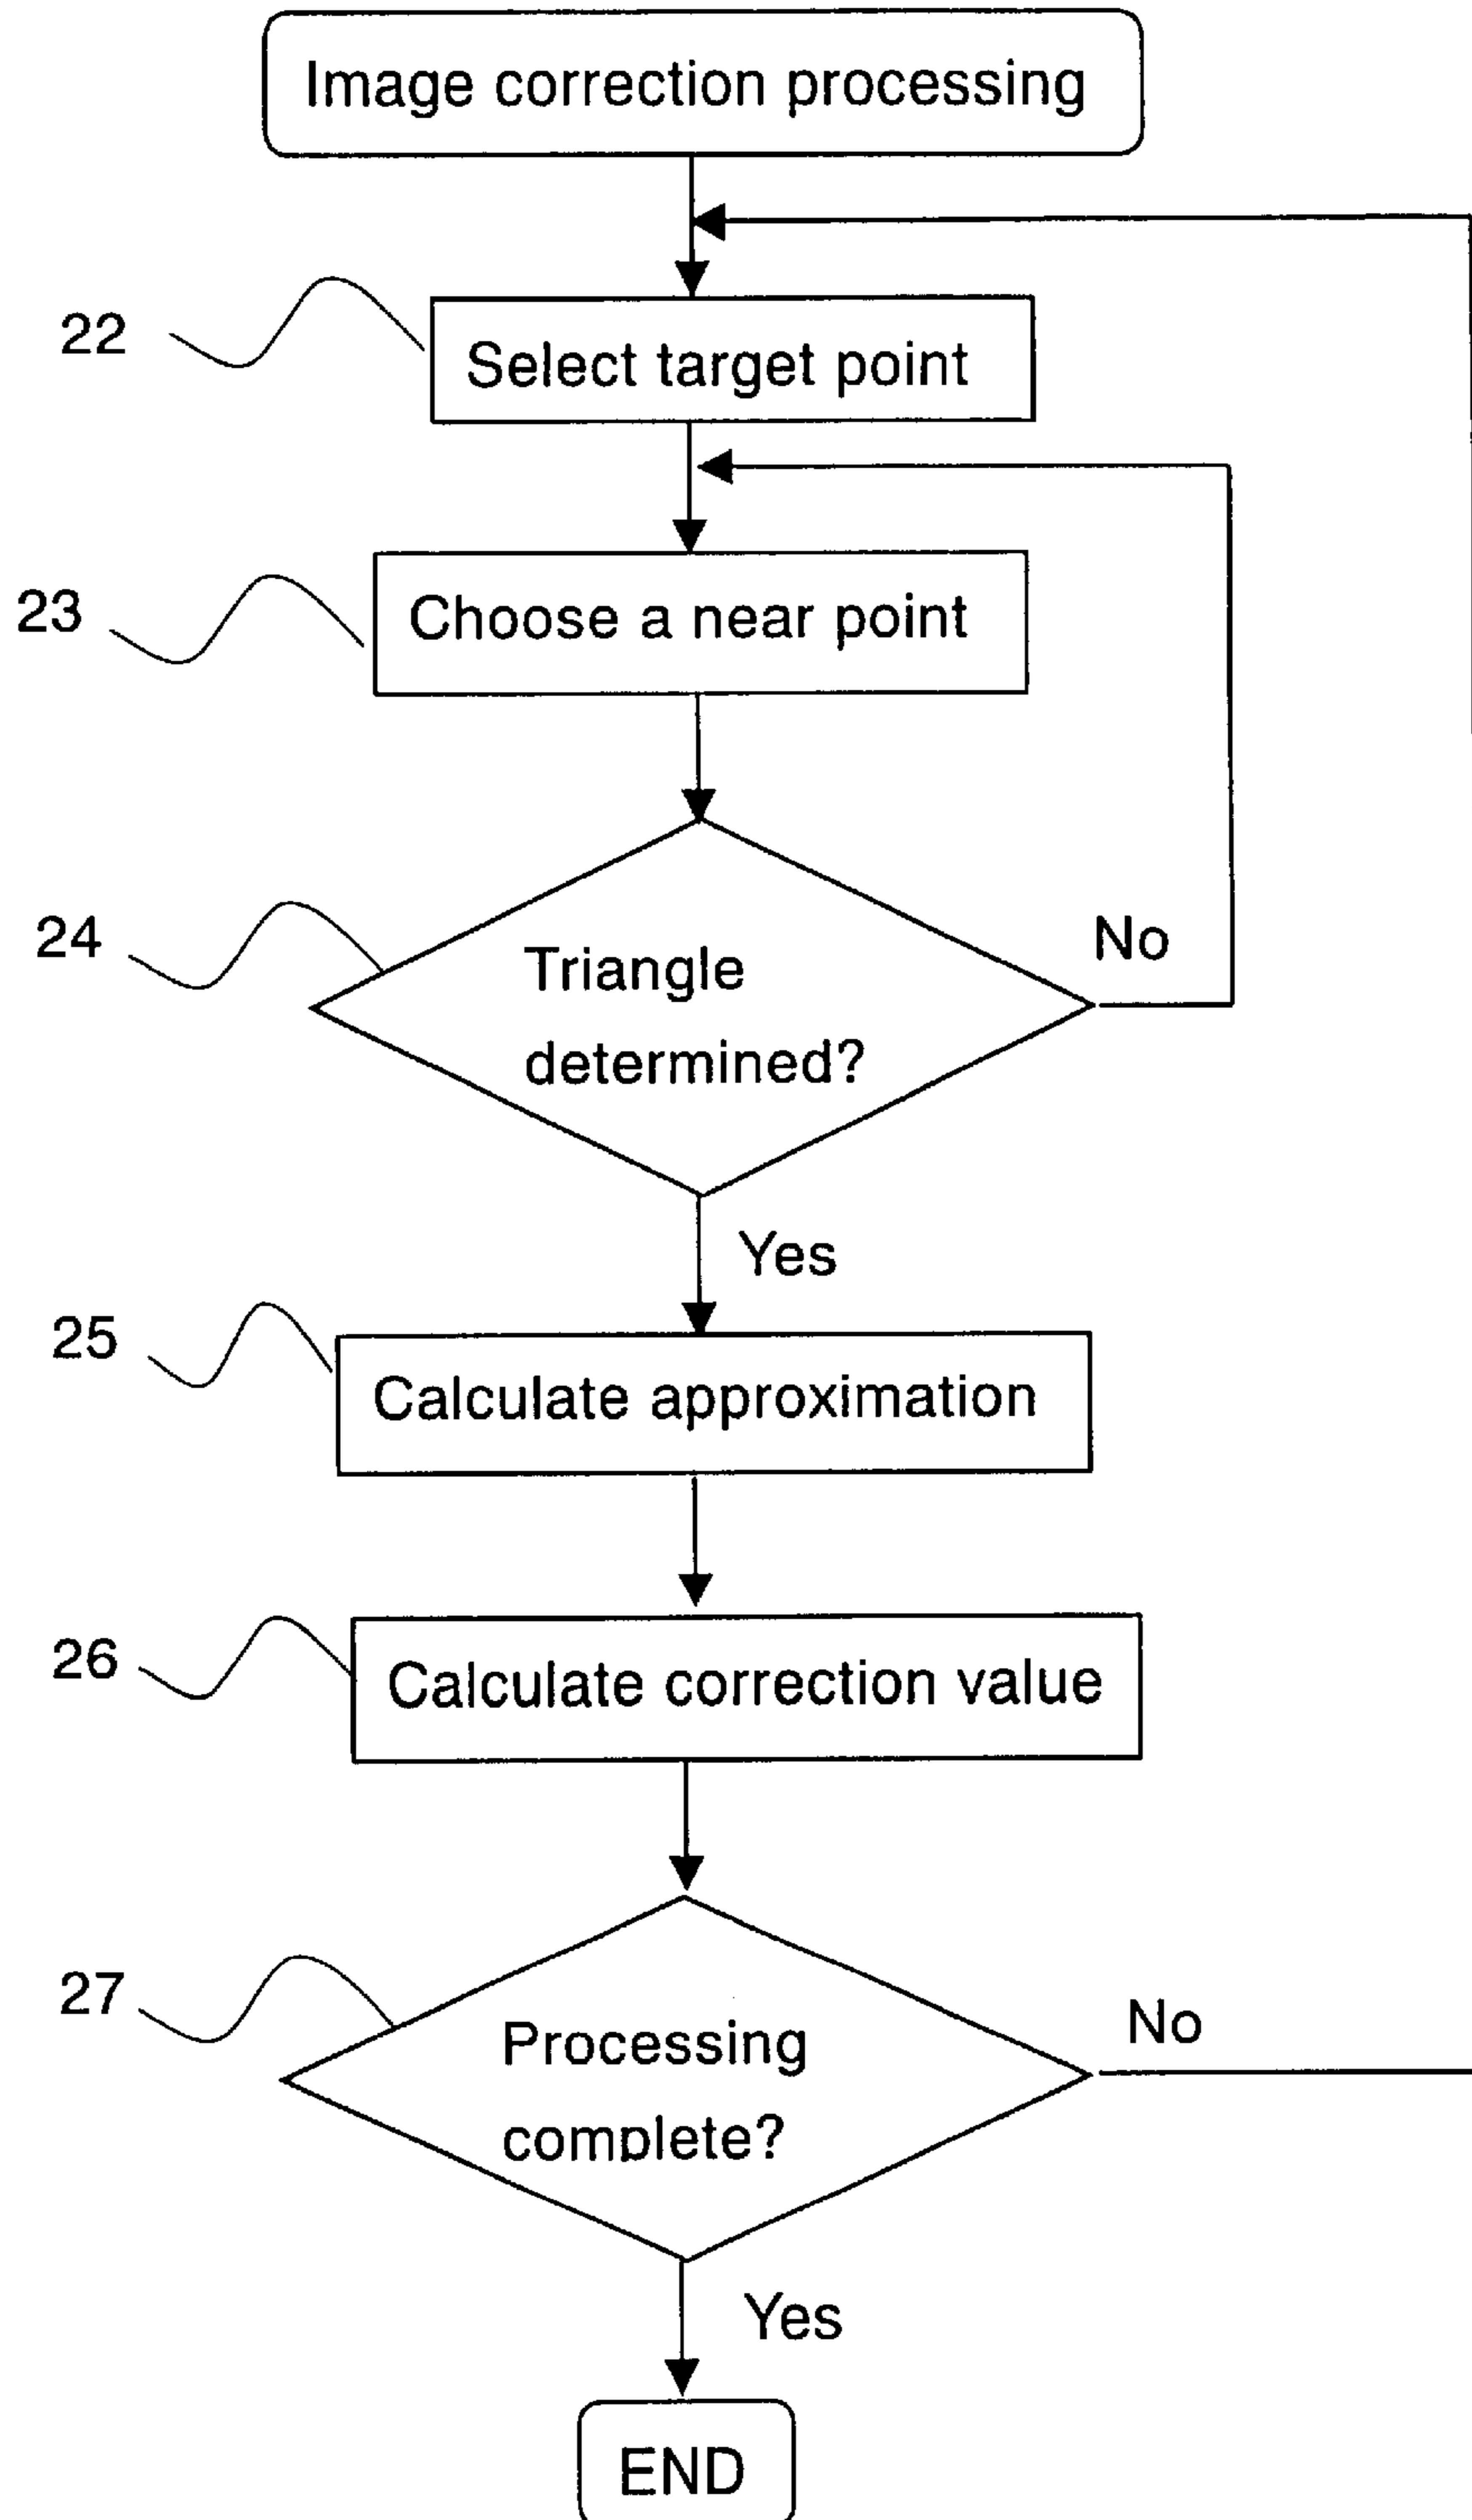 Image correction processing
22
Select target point
23
Choose a near point
24
Triangle
determined?
No
Yes
25
Calculate approximation
26
Calculate correction value
27
Processing
complete?
No
Yes
END